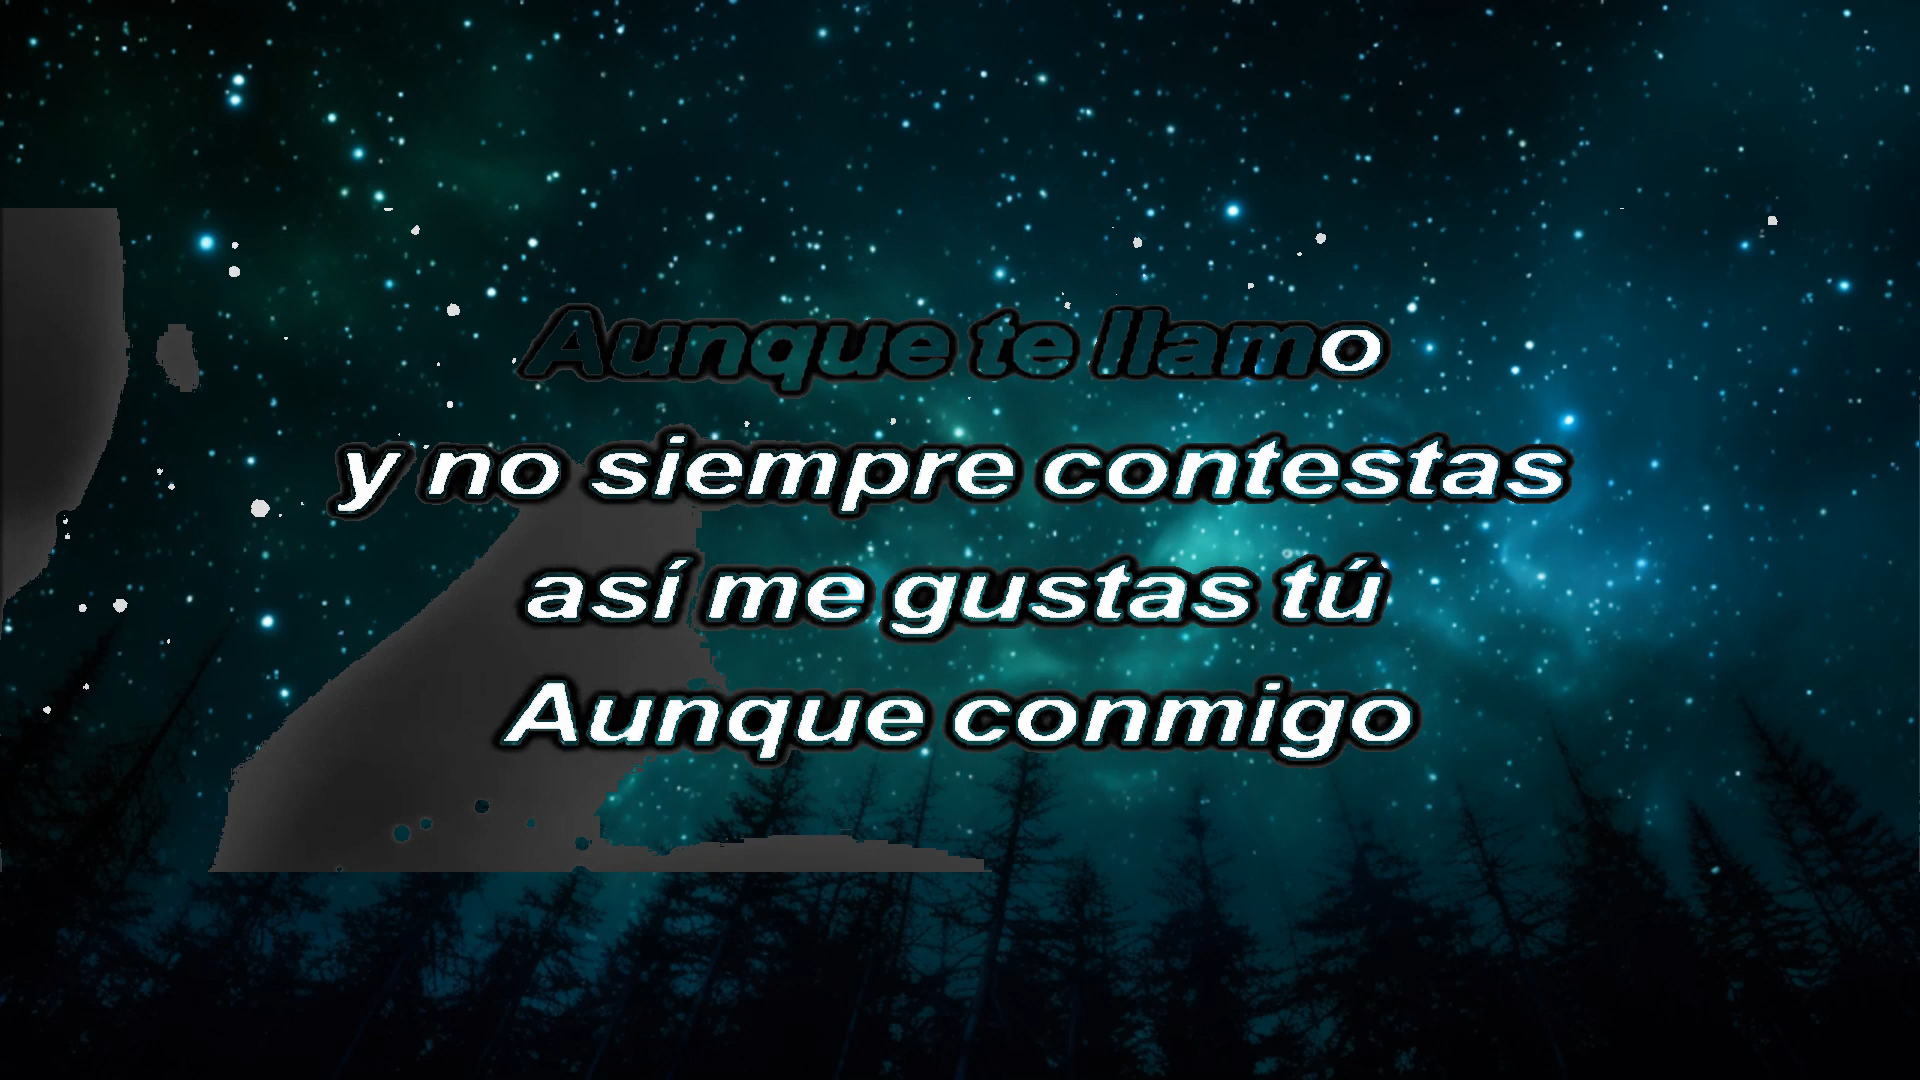 Aunque te llamo
y no siempre contestas
así me gustas tú
Aunque conmigo